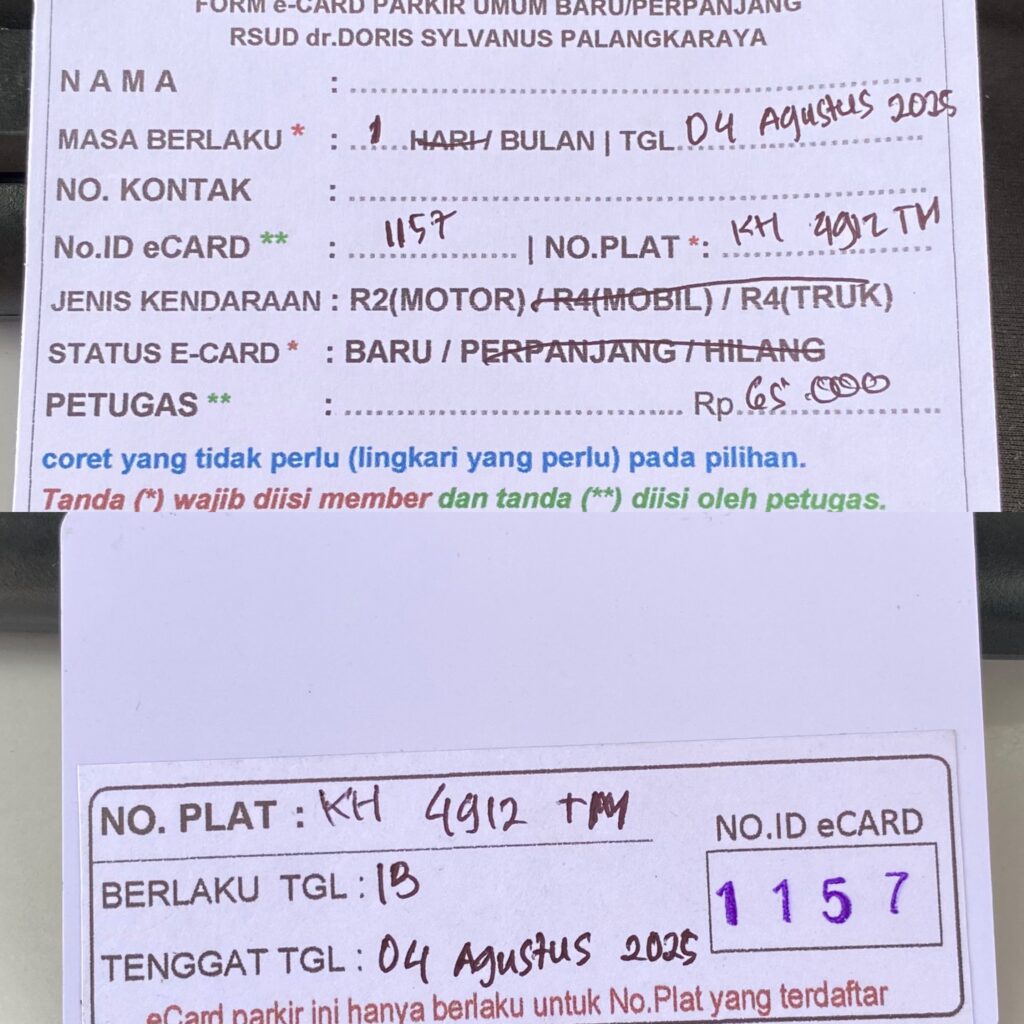 FORM e-CARD PARKIR UMUM BARU/PERPANJANG
RSUD dr.DORIS SYLVANUS PALANGKARAYA
N A M A :
MASA BERLAKU * : 1 HARI/ BULAN | TGL 04 Agustus 2025
NO. KONTAK :
No.ID eCARD ** : 1157 | NO.PLAT *: KH 4912 TM
JENIS KENDARAAN : R2(MOTOR) / R4(MOBIL) / R4(TRUK)
STATUS E-CARD * : BARU / PERPANJANG / HILANG
PETUGAS ** : Rp. 65.000
coret yang tidak perlu (lingkari yang perlu) pada pilihan.
Tanda (*) wajib diisi member dan tanda (**) diisi oleh petugas.
NO. PLAT : KH 4912 TM
NO.ID eCARD
BERLAKU TGL : 1B
1157
TENGGAT TGL : 04 Agustus 2025
eCard parkir ini hanya berlaku untuk No.Plat yang terdaftar